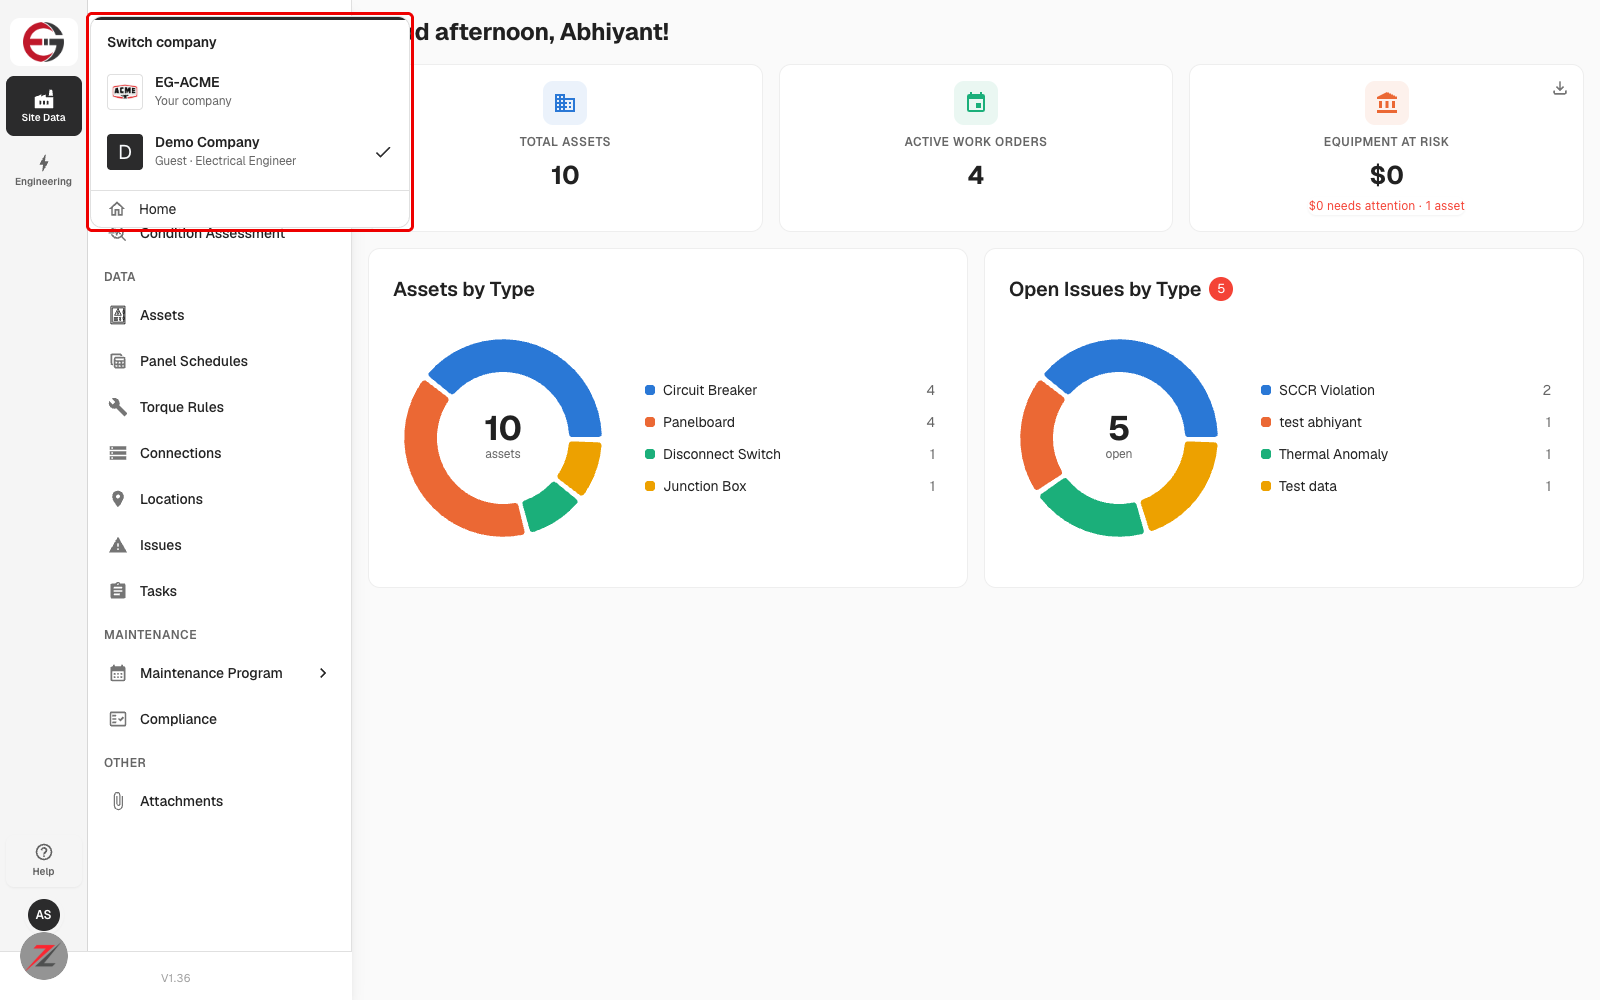 Switch company
ACME
EG-ACME
Your company
D
Demo Company
Guest · Electrical Engineer
Home
Site Data
Engineering
Condition Assessment
DATA
Assets
Panel Schedules
Torque Rules
Connections
Locations
Issues
Tasks
MAINTENANCE
Maintenance Program
Compliance
OTHER
Attachments
Help
AS
V1.36
d afternoon, Abhiyant!
TOTAL ASSETS
10
ACTIVE WORK ORDERS
4
EQUIPMENT AT RISK
$0
$0 needs attention · 1 asset
Assets by Type
10
assets
Circuit Breaker 4
Panelboard 4
Disconnect Switch 1
Junction Box 1
Open Issues by Type 5
5
open
SCCR Violation 2
test abhiyant 1
Thermal Anomaly 1
Test data 1